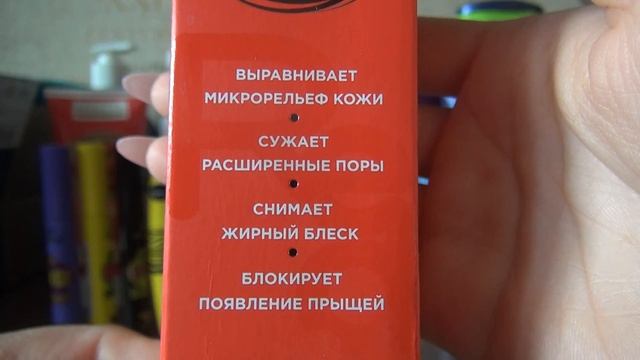 ВЫРАВНИВАЕТ
МИКРОРЕЛЬЕФ КОЖИ
СУЖАЕТ
РАСШИРЕННЫЕ ПОРЫ
СНИМАЕТ
ЖИРНЫЙ БЛЕСК
БЛОКИРУЕТ
ПОЯВЛЕНИЕ ПРЫЩЕЙ